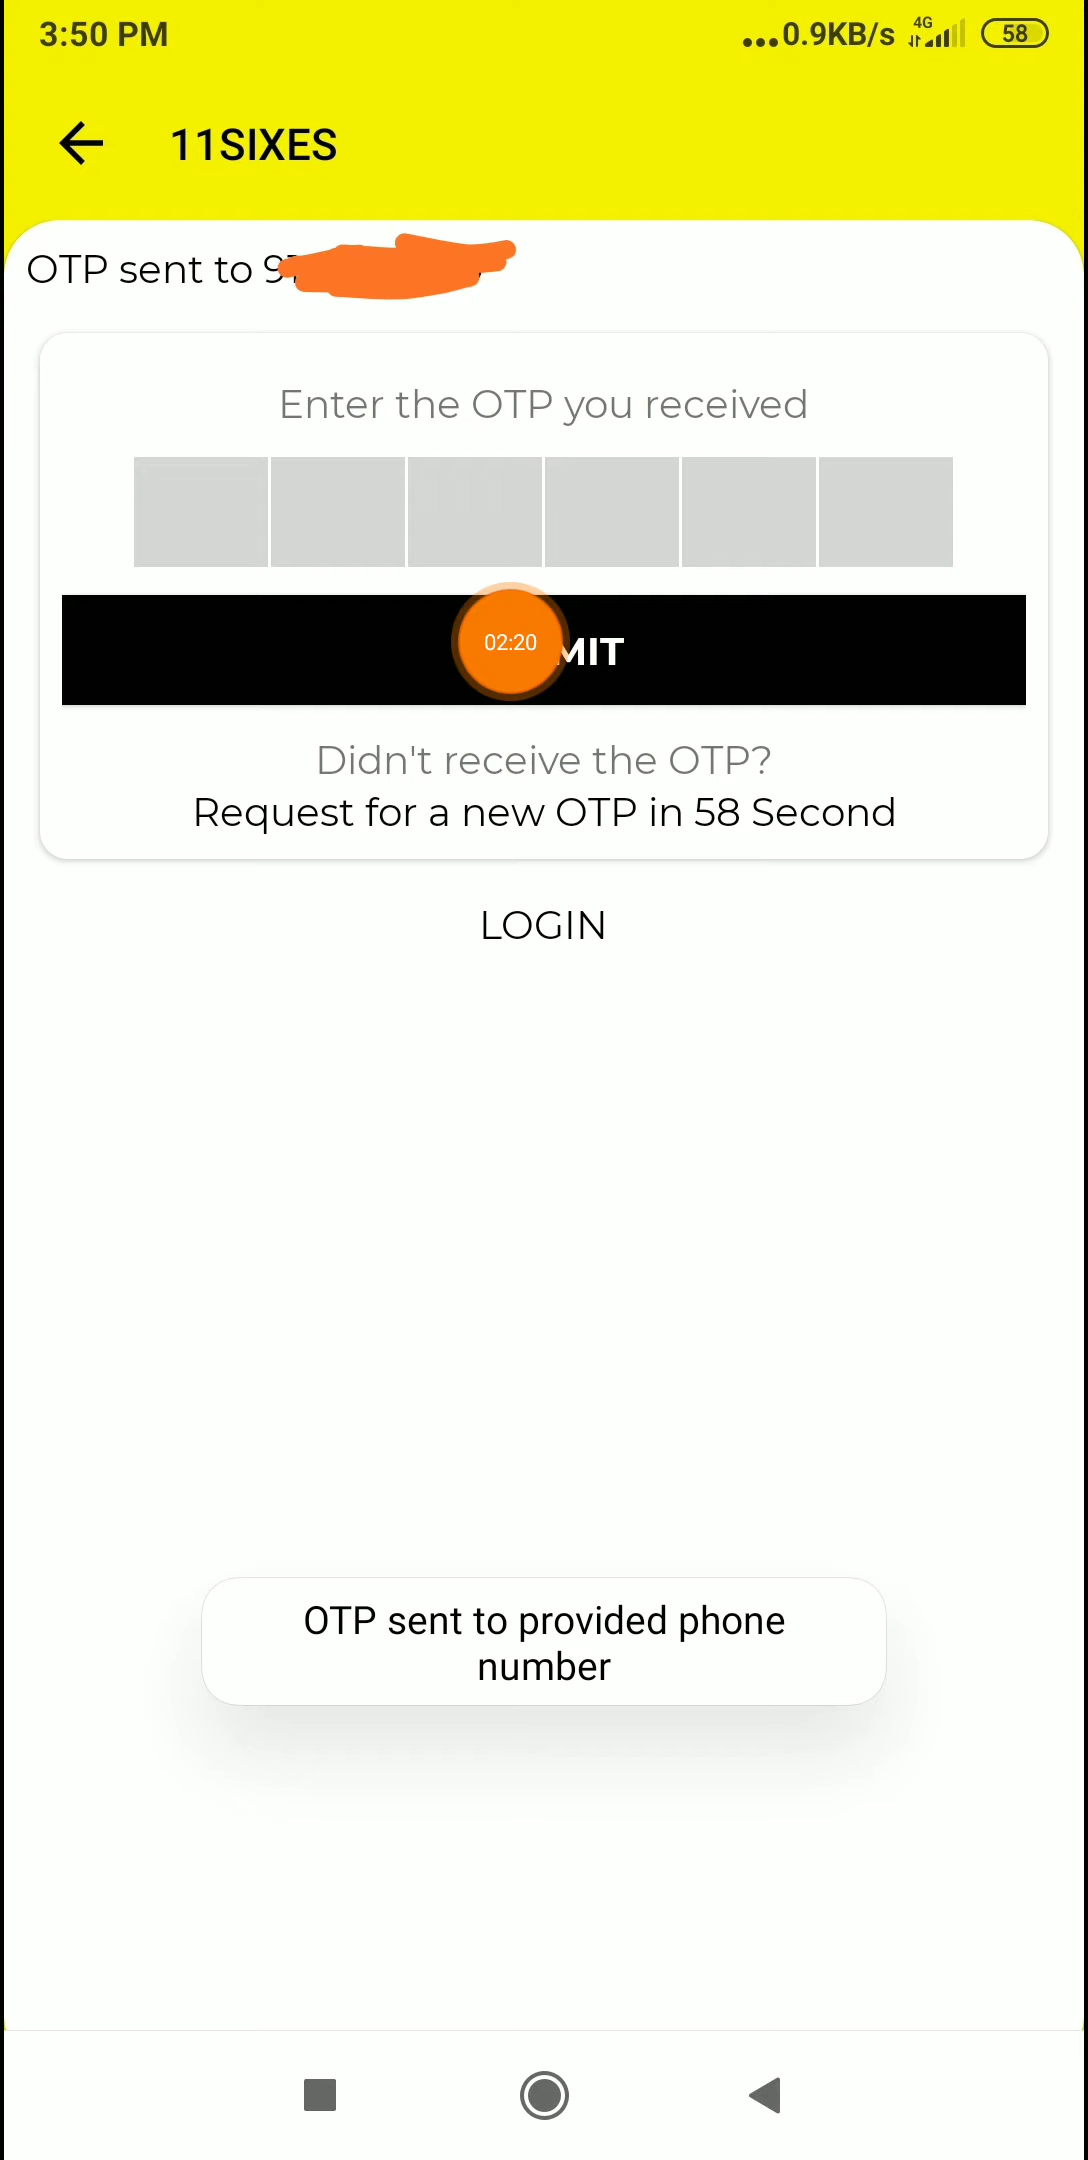 3:50 PM
...0.9KB/s 4G 58
11SIXES
OTP sent to 9
Enter the OTP you received
02:20
MIT
Didn't receive the OTP?
Request for a new OTP in 58 Second
LOGIN
OTP sent to provided phone
number